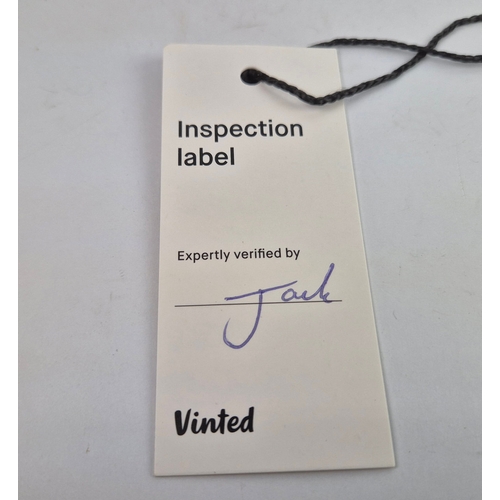 Inspection
label
Expertly verified by
Jack
Vinted